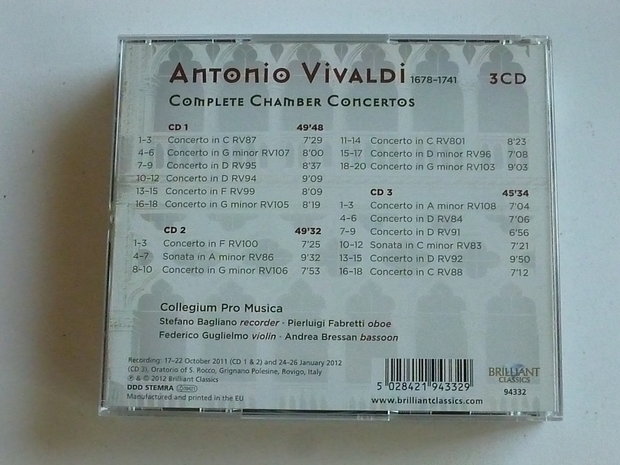 Antonio Vivaldi 1678–1741 3CD
Complete Chamber Concertos
CD 1 49'48
1–3 Concerto in C RV87 7'29
4–6 Concerto in G minor RV107 8'00
7–9 Concerto in D RV95 8'37
10–12 Concerto in D RV94 9'09
13–15 Concerto in F RV99 8'09
16–18 Concerto in G minor RV105 8'19
CD 2 49'32
1–3 Concerto in F RV100 7'25
4–7 Sonata in A minor RV86 9'32
8–10 Concerto in G minor RV106 7'53
11–14 Concerto in C RV801 8'23
15–17 Concerto in D minor RV96 7'08
18–20 Concerto in G minor RV103 9'03
CD 3 45'34
1–3 Concerto in A minor RV108 7'04
4–6 Concerto in D RV84 7'06
7–9 Concerto in D RV91 6'56
10–12 Sonata in C minor RV83 7'21
13–15 Concerto in D RV92 9'50
16–18 Concerto in C RV88 7'12
Collegium Pro Musica
Stefano Bagliano recorder · Pierluigi Fabretti oboe
Federico Guglielmo violin · Andrea Bressan bassoon
Recording: 17–22 October 2011 (CD 1 & 2) and 24–26 January 2012
(CD 3), Oratorio of S. Rocco, Grignano Polesine, Rovigo, Italy
℗ & © 2012 Brilliant Classics
DDD STEMRA
Manufactured and printed in the EU
5 028421 943329
www.brilliantclassics.com
BRILLIANT
CLASSICS
94332